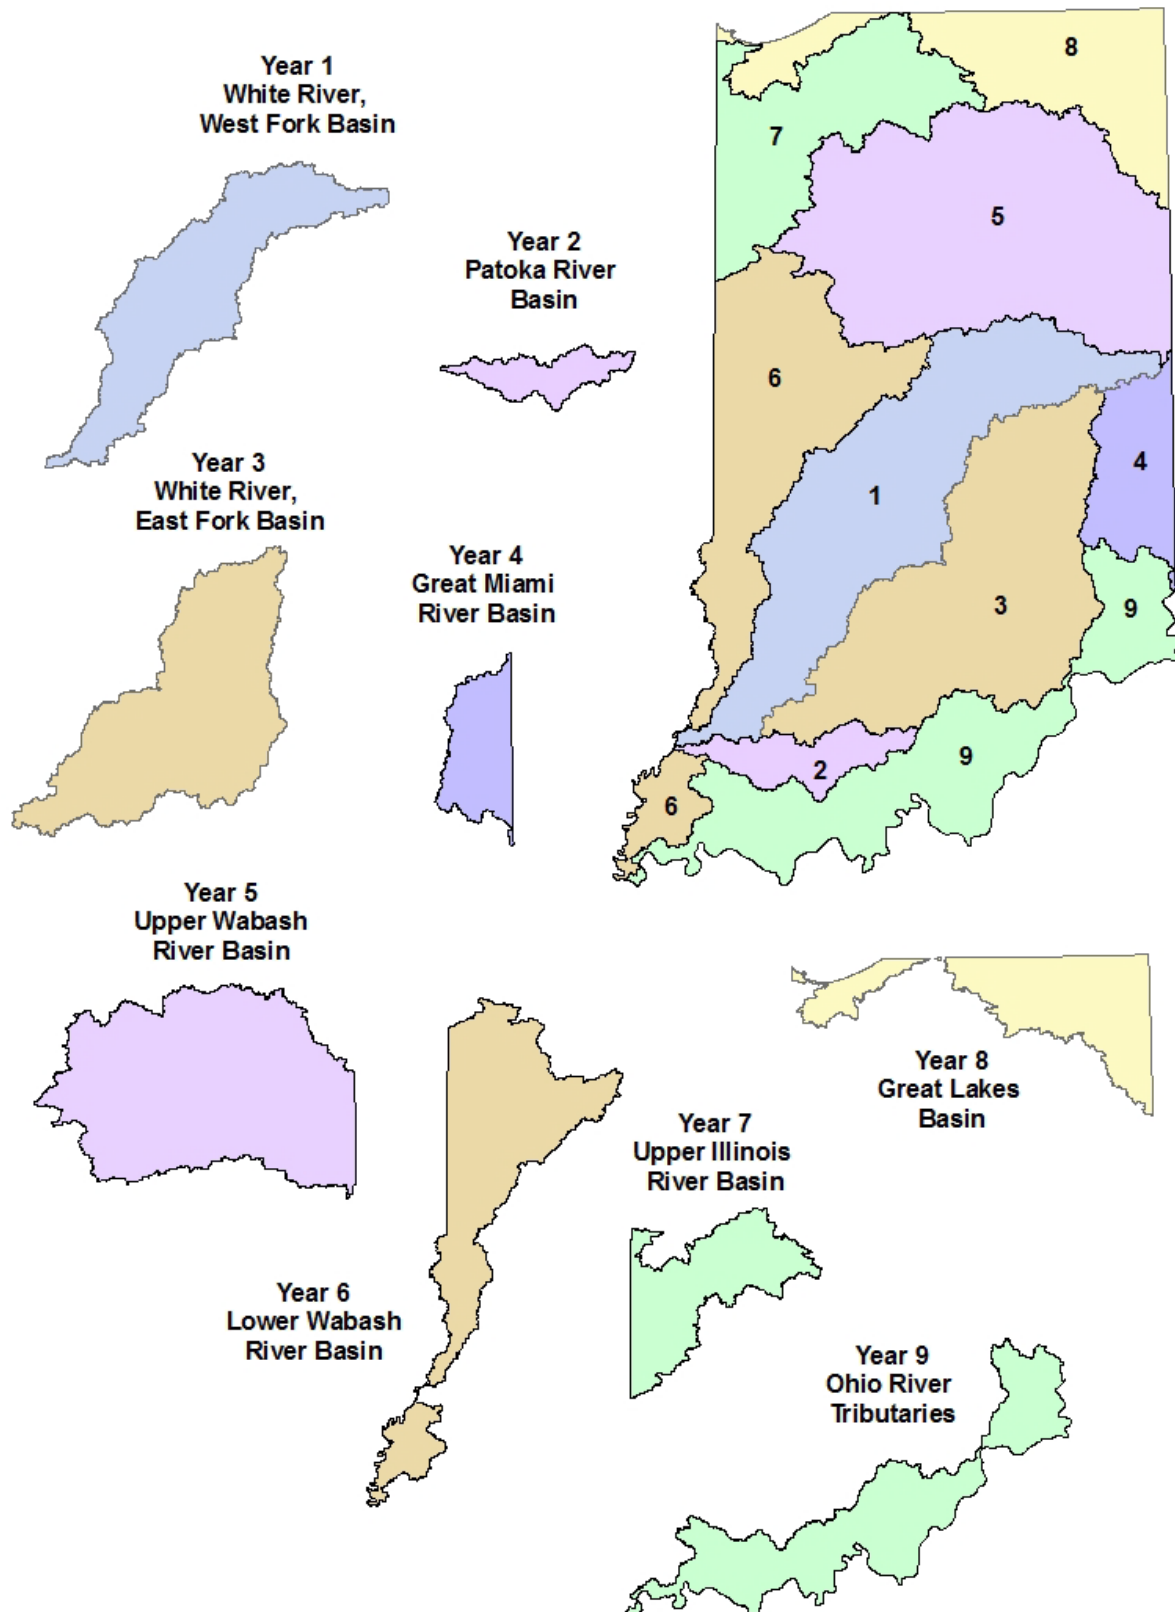 Year 1
White River,
West Fork Basin
Year 2
Patoka River
Basin
Year 3
White River,
East Fork Basin
Year 4
Great Miami
River Basin
8
7
5
6
4
1
3
9
2
9
6
Year 5
Upper Wabash
River Basin
Year 6
Lower Wabash
River Basin
Year 7
Upper Illinois
River Basin
Year 8
Great Lakes
Basin
Year 9
Ohio River
Tributaries